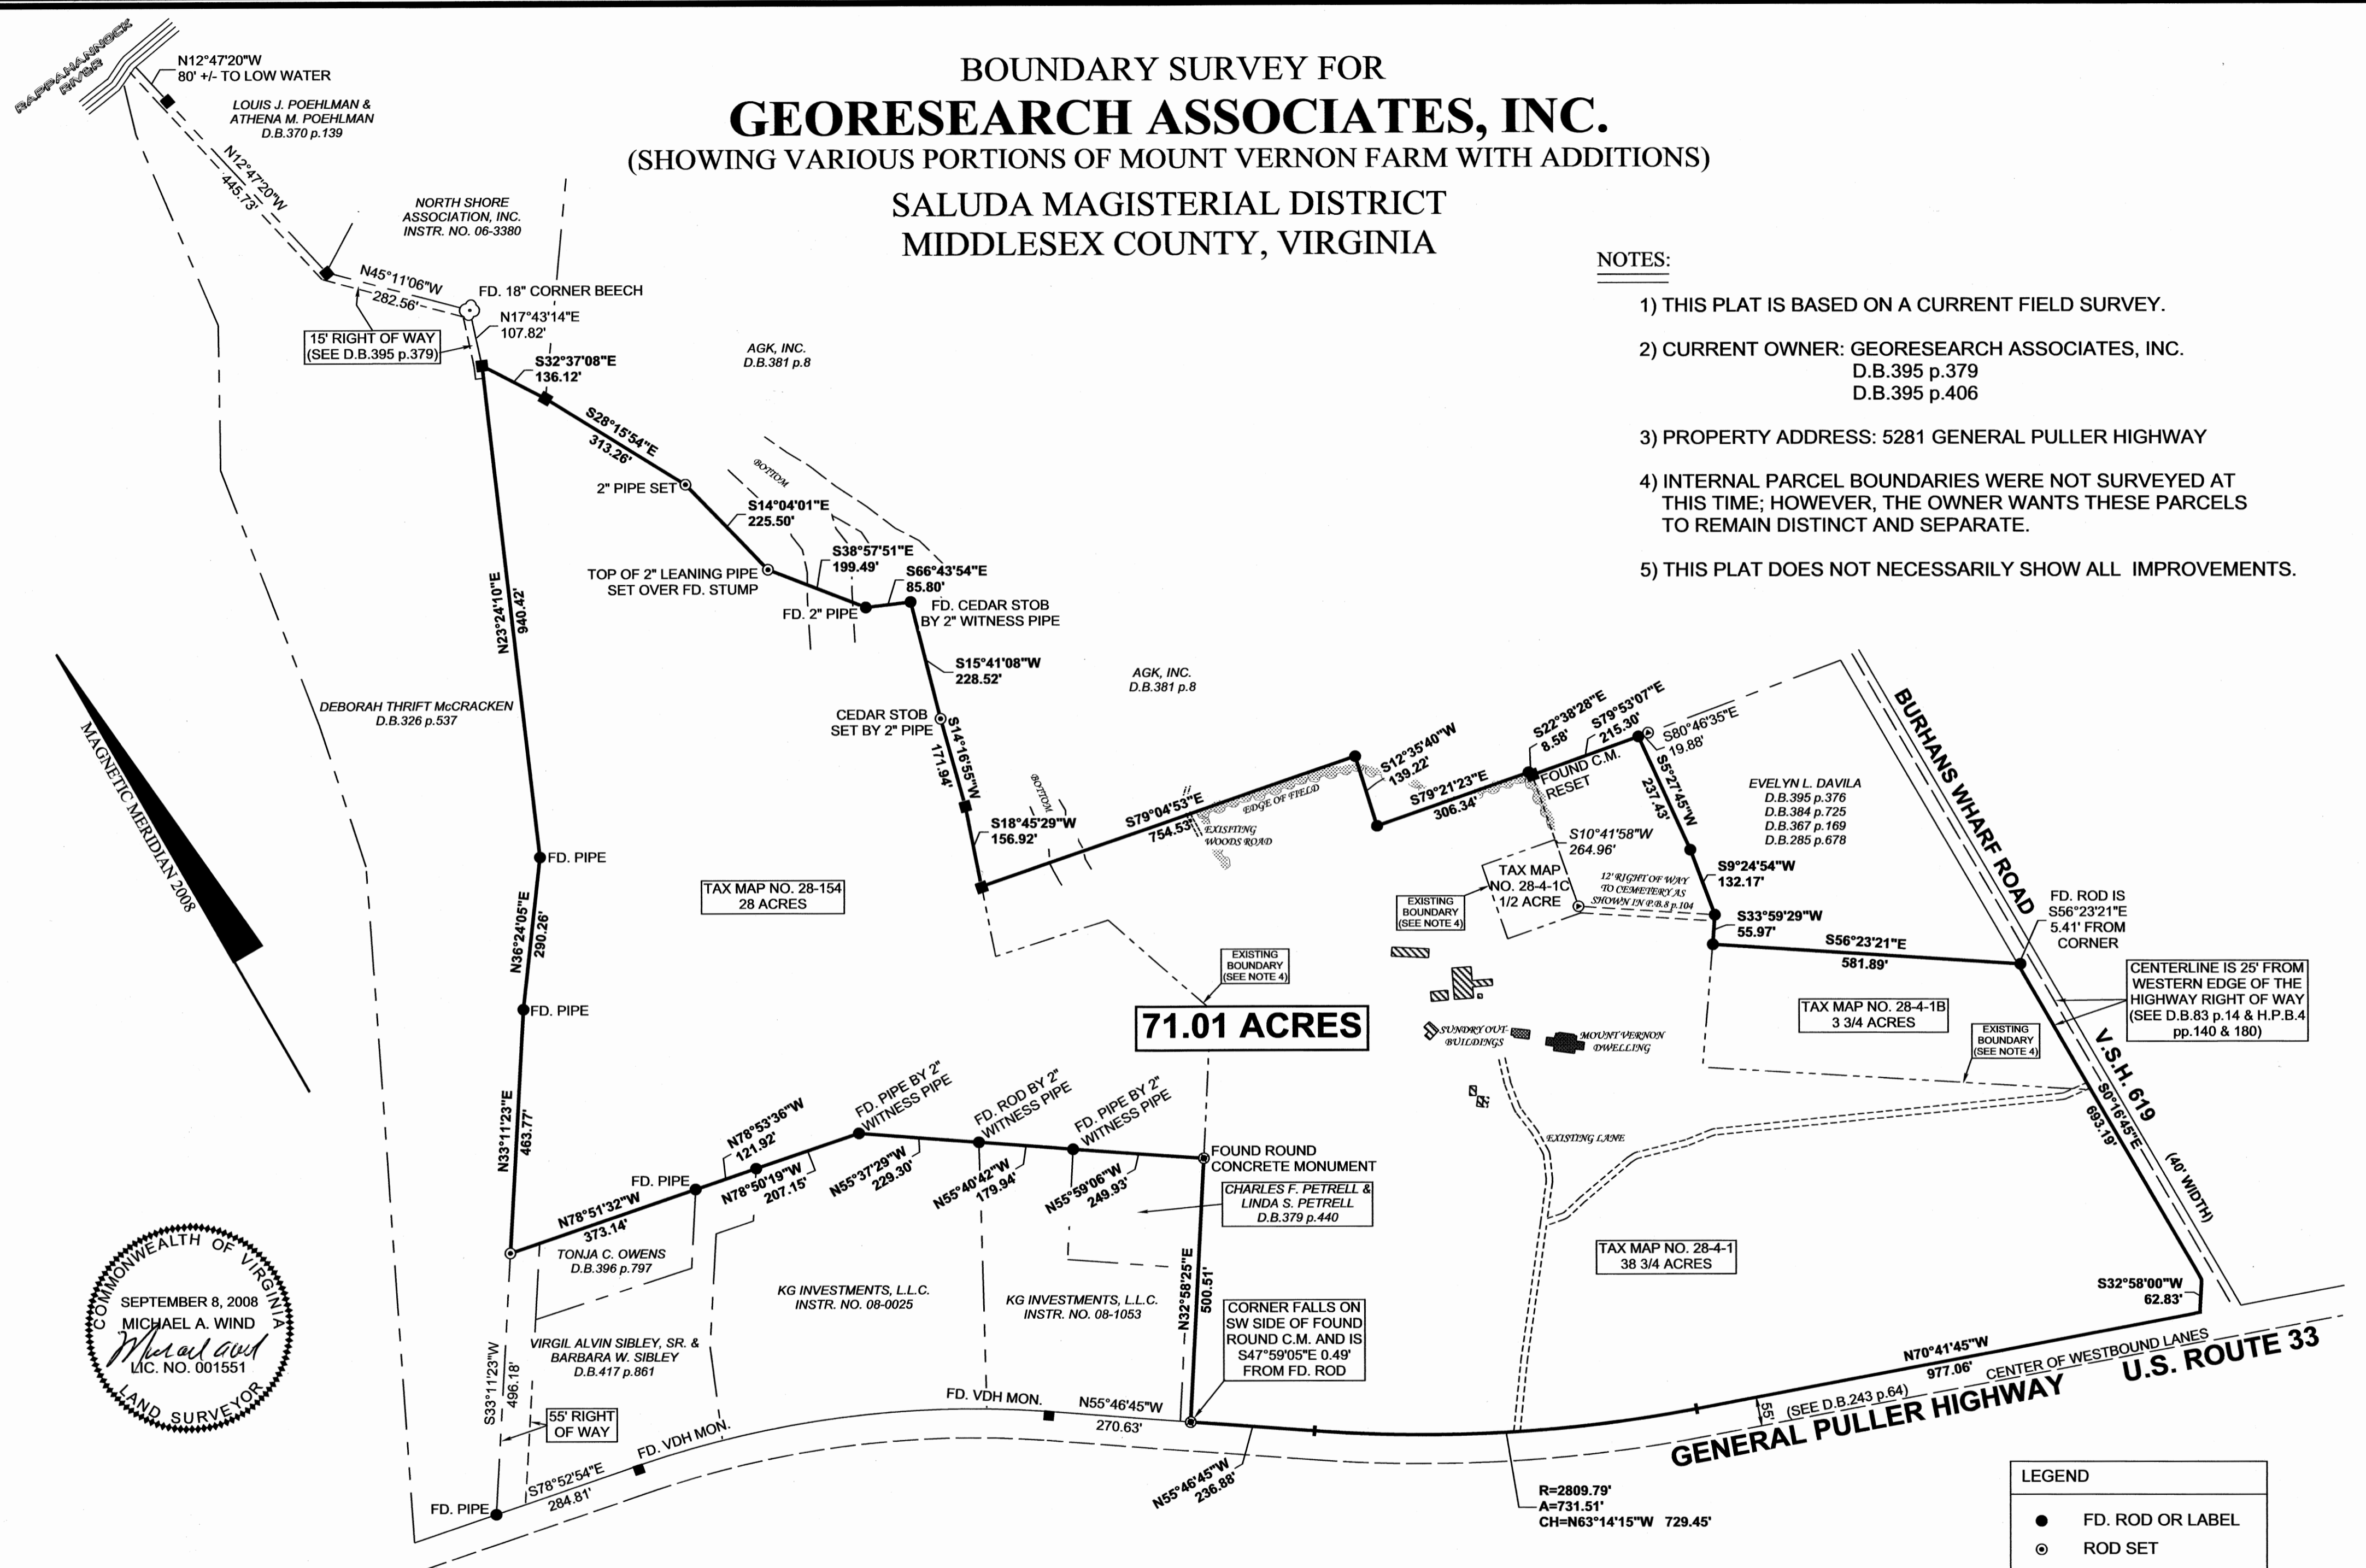 BOUNDARY SURVEY FOR
GEORESEARCH ASSOCIATES, INC.
(SHOWING VARIOUS PORTIONS OF MOUNT VERNON FARM WITH ADDITIONS)
SALUDA MAGISTERIAL DISTRICT
MIDDLESEX COUNTY, VIRGINIA
NOTES:
1) THIS PLAT IS BASED ON A CURRENT FIELD SURVEY.
2) CURRENT OWNER: GEORESEARCH ASSOCIATES, INC.
D.B.395 p.379
D.B.395 p.406
3) PROPERTY ADDRESS: 5281 GENERAL PULLER HIGHWAY
4) INTERNAL PARCEL BOUNDARIES WERE NOT SURVEYED AT
THIS TIME; HOWEVER, THE OWNER WANTS THESE PARCELS
TO REMAIN DISTINCT AND SEPARATE.
5) THIS PLAT DOES NOT NECESSARILY SHOW ALL IMPROVEMENTS.
RAPPAHANNOCK
RIVER
N12°47'20"W
80' +/- TO LOW WATER
LOUIS J. POEHLMAN &
ATHENA M. POEHLMAN
D.B.370 p.139
N12°47'20"W
445.73'
NORTH SHORE
ASSOCIATION, INC.
INSTR. NO. 06-3380
N45°11'06"W
282.56'
FD. 18" CORNER BEECH
N17°43'14"E
107.82'
15' RIGHT OF WAY
(SEE D.B.395 p.379)
S32°37'08"E
136.12'
AGK, INC.
D.B.381 p.8
S28°15'54"E
313.26'
2" PIPE SET
BOTTOM
S14°04'01"E
225.50'
TOP OF 2" LEANING PIPE
SET OVER FD. STUMP
S38°57'51"E
199.49'
S66°43'54"E
85.80'
FD. 2" PIPE
FD. CEDAR STOB
BY 2" WITNESS PIPE
N23°24'10"E
940.42'
S15°41'08"W
228.52'
AGK, INC.
D.B.381 p.8
DEBORAH THRIFT McCRACKEN
D.B.326 p.537
CEDAR STOB
SET BY 2" PIPE
S14°16'55"W
171.94'
MAGNETIC MERIDIAN 2008
BOTTOM
S18°45'29"W
156.92'
S79°04'53"E
754.53'
EDGE OF FIELD
EXISITING
WOODS ROAD
S12°35'40"W
139.22'
S79°21'23"E
306.34'
S22°38'28"E
8.58'
S79°53'07"E
215.30'
FOUND C.M.
RESET
S80°46'35"E
19.88'
S5°27'45"W
237.43'
EVELYN L. DAVILA
D.B.395 p.376
D.B.384 p.725
D.B.367 p.169
D.B.285 p.678
BURHANS WHARF ROAD
S10°41'58"W
264.96'
TAX MAP
NO. 28-4-1C
1/2 ACRE
12' RIGHT OF WAY
TO CEMETERY AS
SHOWN IN P.B.8 p.104
S9°24'54"W
132.17'
EXISTING
BOUNDARY
(SEE NOTE 4)
S33°59'29"W
55.97'
FD. ROD IS
S56°23'21"E
5.41' FROM
CORNER
S56°23'21"E
581.89'
FD. PIPE
TAX MAP NO. 28-154
28 ACRES
N36°24'05"E
290.26'
FD. PIPE
EXISTING
BOUNDARY
(SEE NOTE 4)
71.01 ACRES
SUNDRY OUT-
BUILDINGS
MOUNT VERNON
DWELLING
TAX MAP NO. 28-4-1B
3 3/4 ACRES
EXISTING
BOUNDARY
(SEE NOTE 4)
CENTERLINE IS 25' FROM
WESTERN EDGE OF THE
HIGHWAY RIGHT OF WAY
(SEE D.B.83 p.14 & H.P.B.4
pp.140 & 180)
V.S.H. 619
S0°16'45"E
693.19'
(40' WIDTH)
N33°11'23"E
463.77'
N78°51'32"W
373.14'
FD. PIPE
N78°53'36"W
121.92'
N78°50'19"W
207.15'
FD. PIPE BY 2"
WITNESS PIPE
N55°37'29"W
229.30'
FD. ROD BY 2"
WITNESS PIPE
N55°40'42"W
179.94'
FD. PIPE BY 2"
WITNESS PIPE
N55°59'06"W
249.93'
FOUND ROUND
CONCRETE MONUMENT
CHARLES F. PETRELL &
LINDA S. PETRELL
D.B.379 p.440
EXISTING LANE
TAX MAP NO. 28-4-1
38 3/4 ACRES
TONJA C. OWENS
D.B.396 p.797
KG INVESTMENTS, L.L.C.
INSTR. NO. 08-0025
KG INVESTMENTS, L.L.C.
INSTR. NO. 08-1053
N32°58'25"E
500.51'
CORNER FALLS ON
SW SIDE OF FOUND
ROUND C.M. AND IS
S47°59'05"E 0.49'
FROM FD. ROD
S32°58'00"W
62.83'
COMMONWEALTH OF VIRGINIA
SEPTEMBER 8, 2008
MICHAEL A. WIND
LIC. NO. 001551
LAND SURVEYOR
VIRGIL ALVIN SIBLEY, SR. &
BARBARA W. SIBLEY
D.B.417 p.861
S33°11'23"W
496.18'
55' RIGHT
OF WAY
FD. VDH MON.
FD. VDH MON.
N55°46'45"W
270.63'
S78°52'54"E
284.81'
FD. PIPE
N55°46'45"W
236.88'
R=2809.79'
A=731.51'
CH=N63°14'15"W 729.45'
55'
(SEE D.B.243 p.64)
N70°41'45"W
977.06'
CENTER OF WESTBOUND LANES
GENERAL PULLER HIGHWAY
U.S. ROUTE 33
LEGEND
FD. ROD OR LABEL
ROD SET